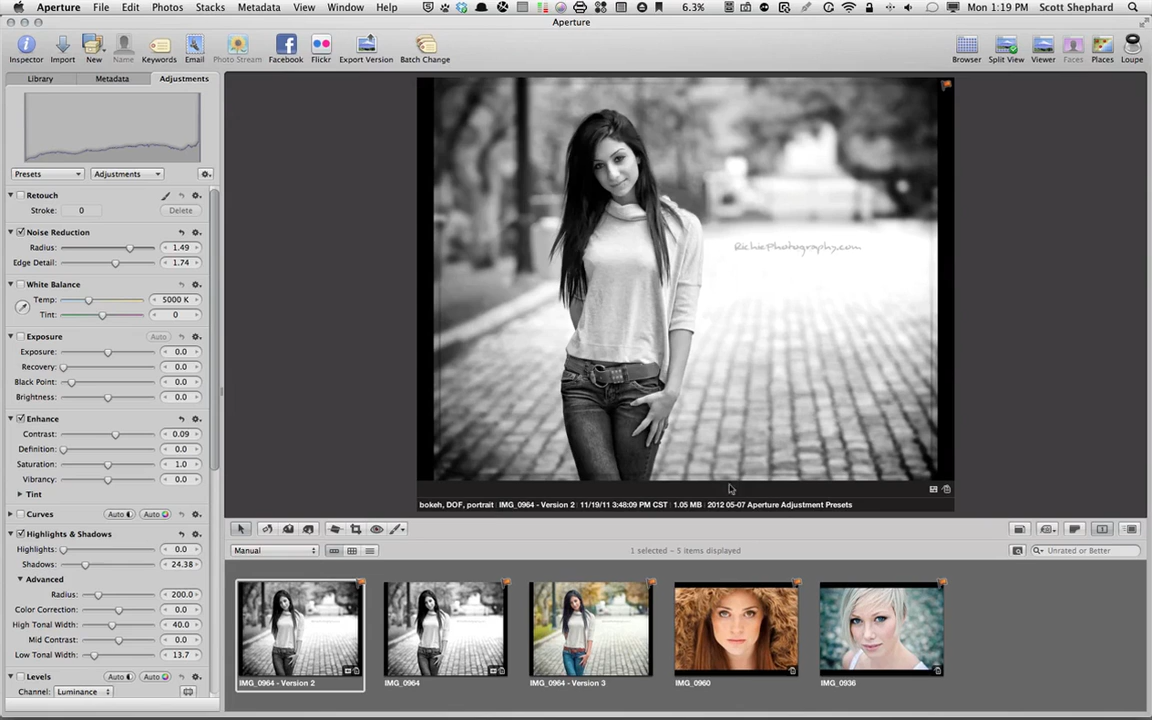 Aperture File Edit Photos Stacks Metadata View Window Help 6.3% Mon 1:19 PM Scott Shephard
Aperture
Inspector Import New Name Keywords Email Photo Stream Facebook Flickr Export Version Batch Change Browser Split View Viewer Faces Places Loupe
Library Metadata Adjustments
Presets Adjustments
Retouch
Stroke: 0 Delete
Noise Reduction
Radius: 1.49
Edge Detail: 1.74
White Balance
Temp: 5000 K
Tint: 0
Exposure Auto
Exposure: 0.0
Recovery: 0.0
Black Point: 0.0
Brightness: 0.0
Enhance
Contrast: 0.09
Definition: 0.0
Saturation: 1.0
Vibrancy: 0.0
Tint
Curves Auto Auto
Highlights & Shadows
Highlights: 0.0
Shadows: 24.38
Advanced
Radius: 200.0
Color Correction: 0.0
High Tonal Width: 40.0
Mid Contrast: 0.0
Low Tonal Width: 13.7
Levels Auto Auto
Channel: Luminance
RichiePhotography.com
bokeh, DOF, portrait IMG_0964 - Version 2 11/19/11 3:48:09 PM CST 1.05 MB 2012 05-07 Aperture Adjustment Presets
Manual 1 selected - 5 items displayed Unrated or Better
IMG_0964 - Version 2 IMG_0964 IMG_0964 - Version 3 IMG_0960 IMG_0936